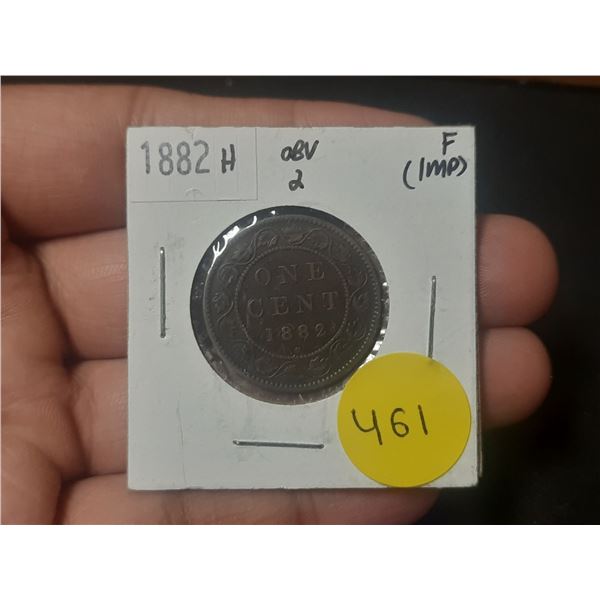 1882 H OBV F
2 (IMP)
ONE
CENT
1882
H
461